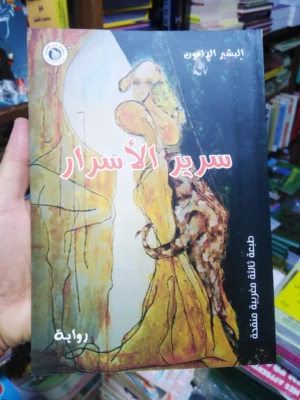 البشير الدامون
سرير الأسرار
طبعة ثالثة مغربية منقحة
رواية